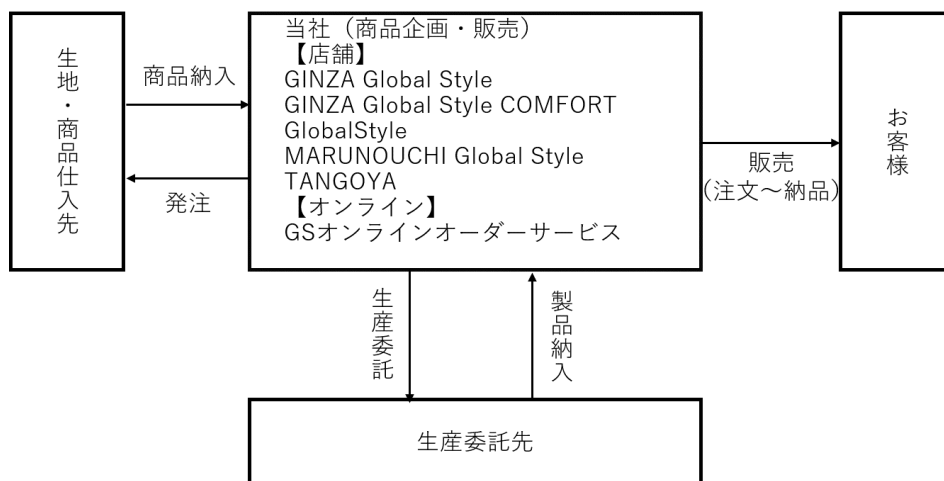 生地・商品仕入先
商品納入
発注
当社（商品企画・販売）
【店舗】
GINZA Global Style
GINZA Global Style COMFORT
GlobalStyle
MARUNOUCHI Global Style
TANGOYA
【オンライン】
GSオンラインオーダーサービス
販売
(注文～納品)
お客様
生産委託
製品納入
生産委託先